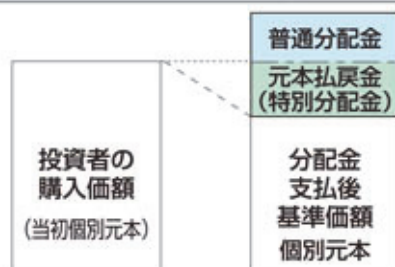 普通分配金
元本払戻金
(特別分配金)
投資者の
購入価額
(当初個別元本)
分配金
支払後
基準価額
個別元本